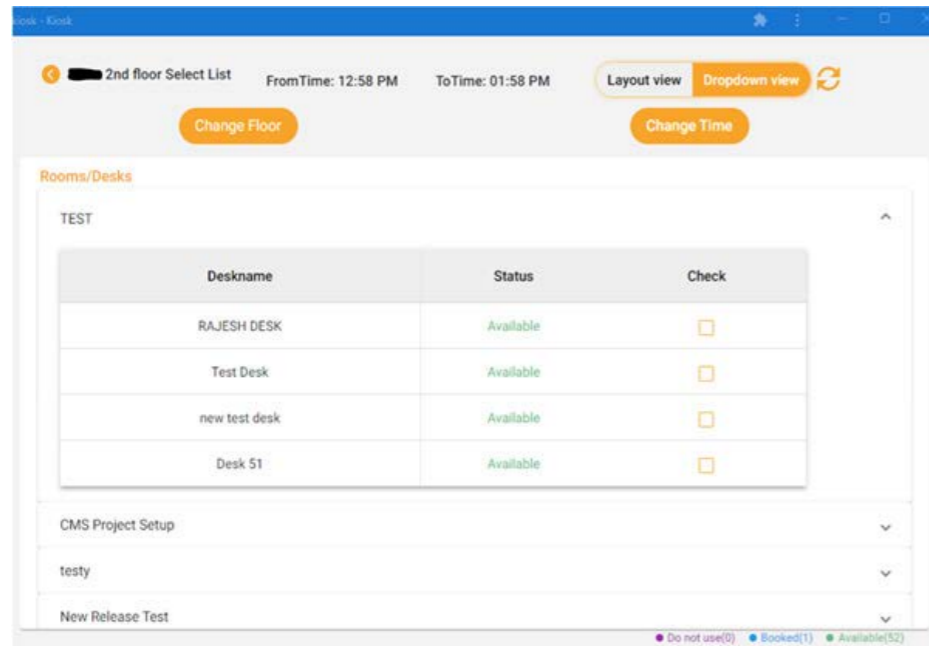 kiosk - Kiosk
2nd floor Select List FromTime: 12:58 PM ToTime: 01:58 PM Layout view Dropdown view
Change Floor Change Time
Rooms/Desks
TEST
Deskname Status Check
RAJESH DESK Available
Test Desk Available
new test desk Available
Desk 51 Available
CMS Project Setup
testy
New Release Test
Do not use(0) Booked(1) Available(52)